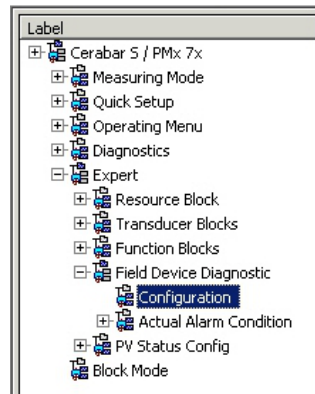 Label
Cerabar S / PMx 7x
Measuring Mode
Quick Setup
Operating Menu
Diagnostics
Expert
Resource Block
Transducer Blocks
Function Blocks
Field Device Diagnostic
Configuration
Actual Alarm Condition
PV Status Config
Block Mode